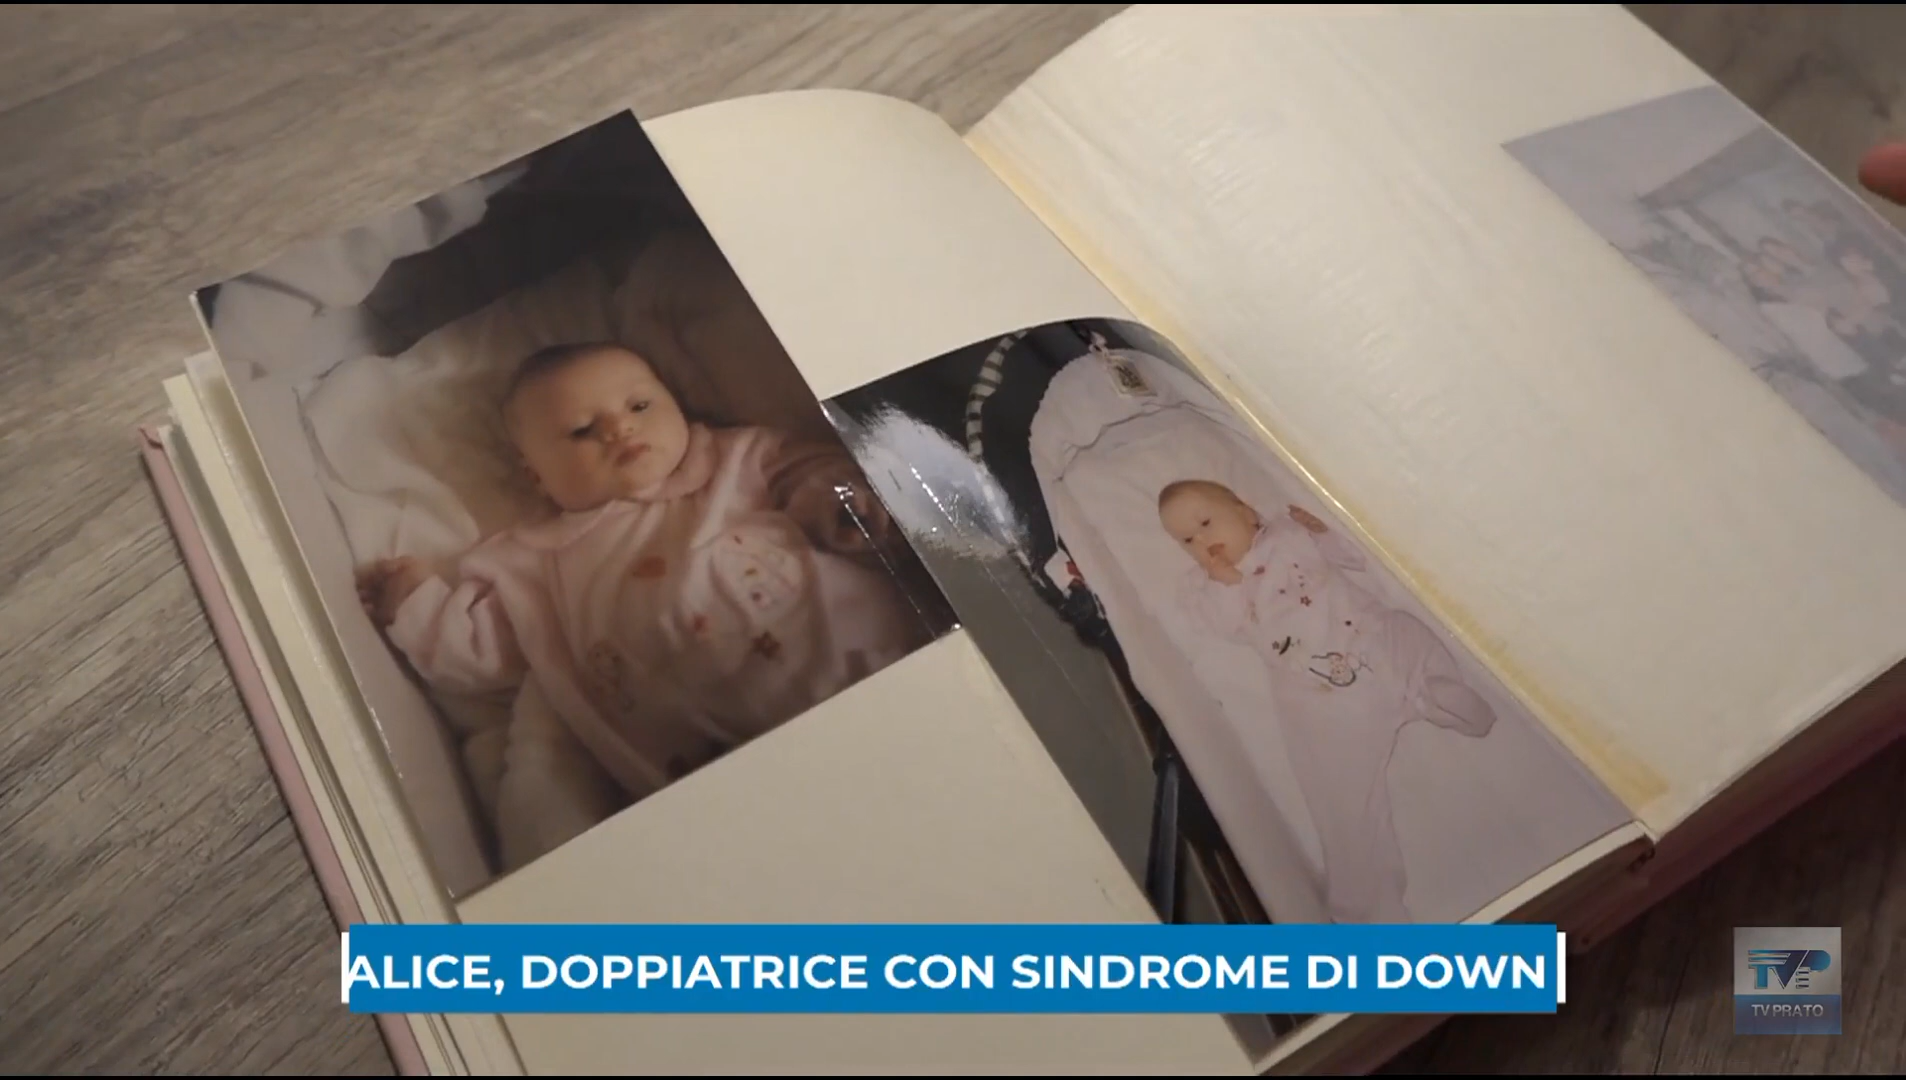 ALICE, DOPPIATRICE CON SINDROME DI DOWN
TV PRATO